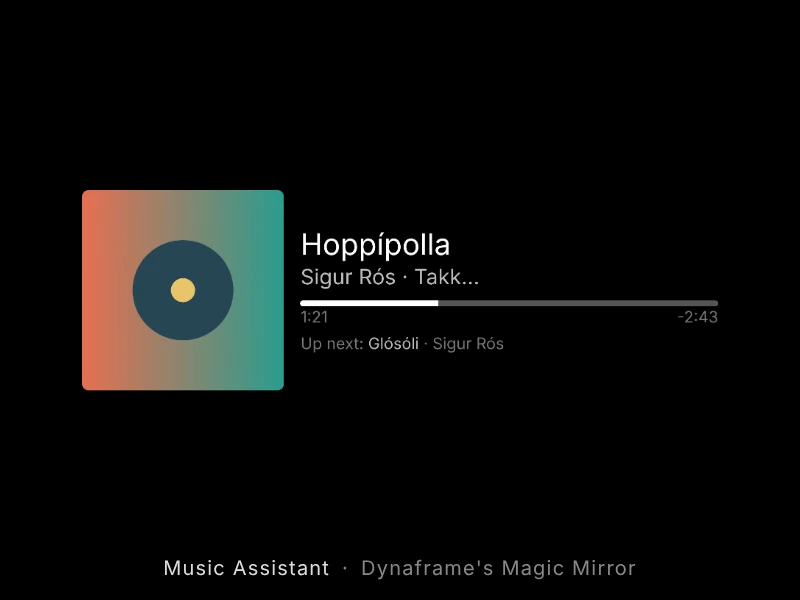 Hoppípolla
Sigur Rós · Takk...
1:21 -2:43
Up next: Glósóli · Sigur Rós
Music Assistant · Dynaframe's Magic Mirror